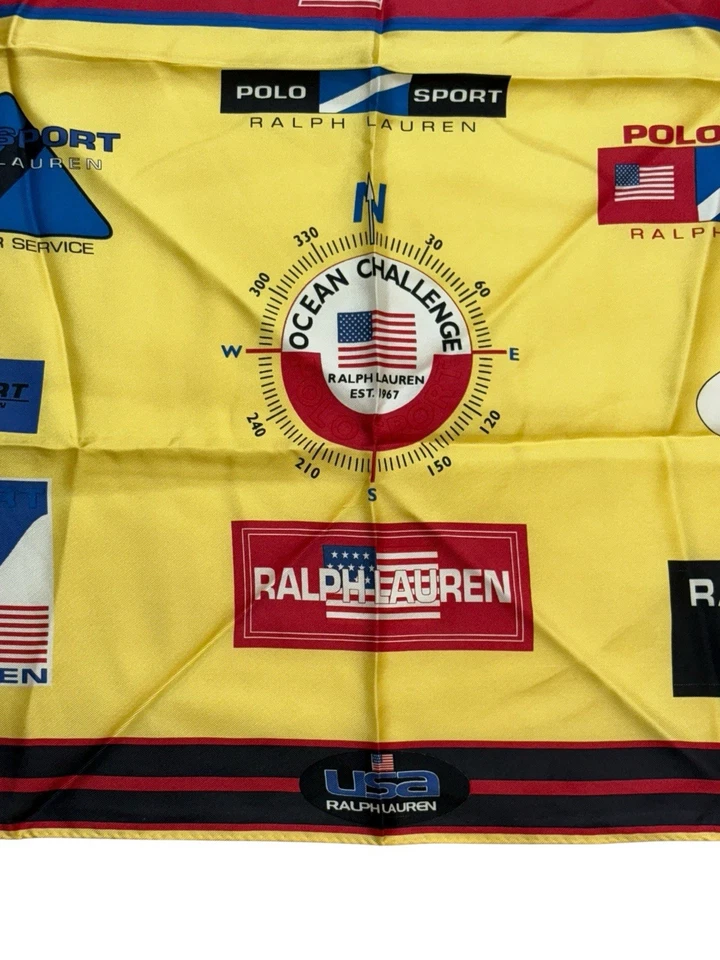 POLO SPORT
RALPH LAUREN
SPORT
LAUREN
R SERVICE
POLO
RALPH
N
330
30
300
60
OCEAN CHALLENGE
W
E
RALPH LAUREN
EST. 1967
240
120
210
150
S
RT
RALPH LAUREN
R
EN
usa
RALPH LAUREN